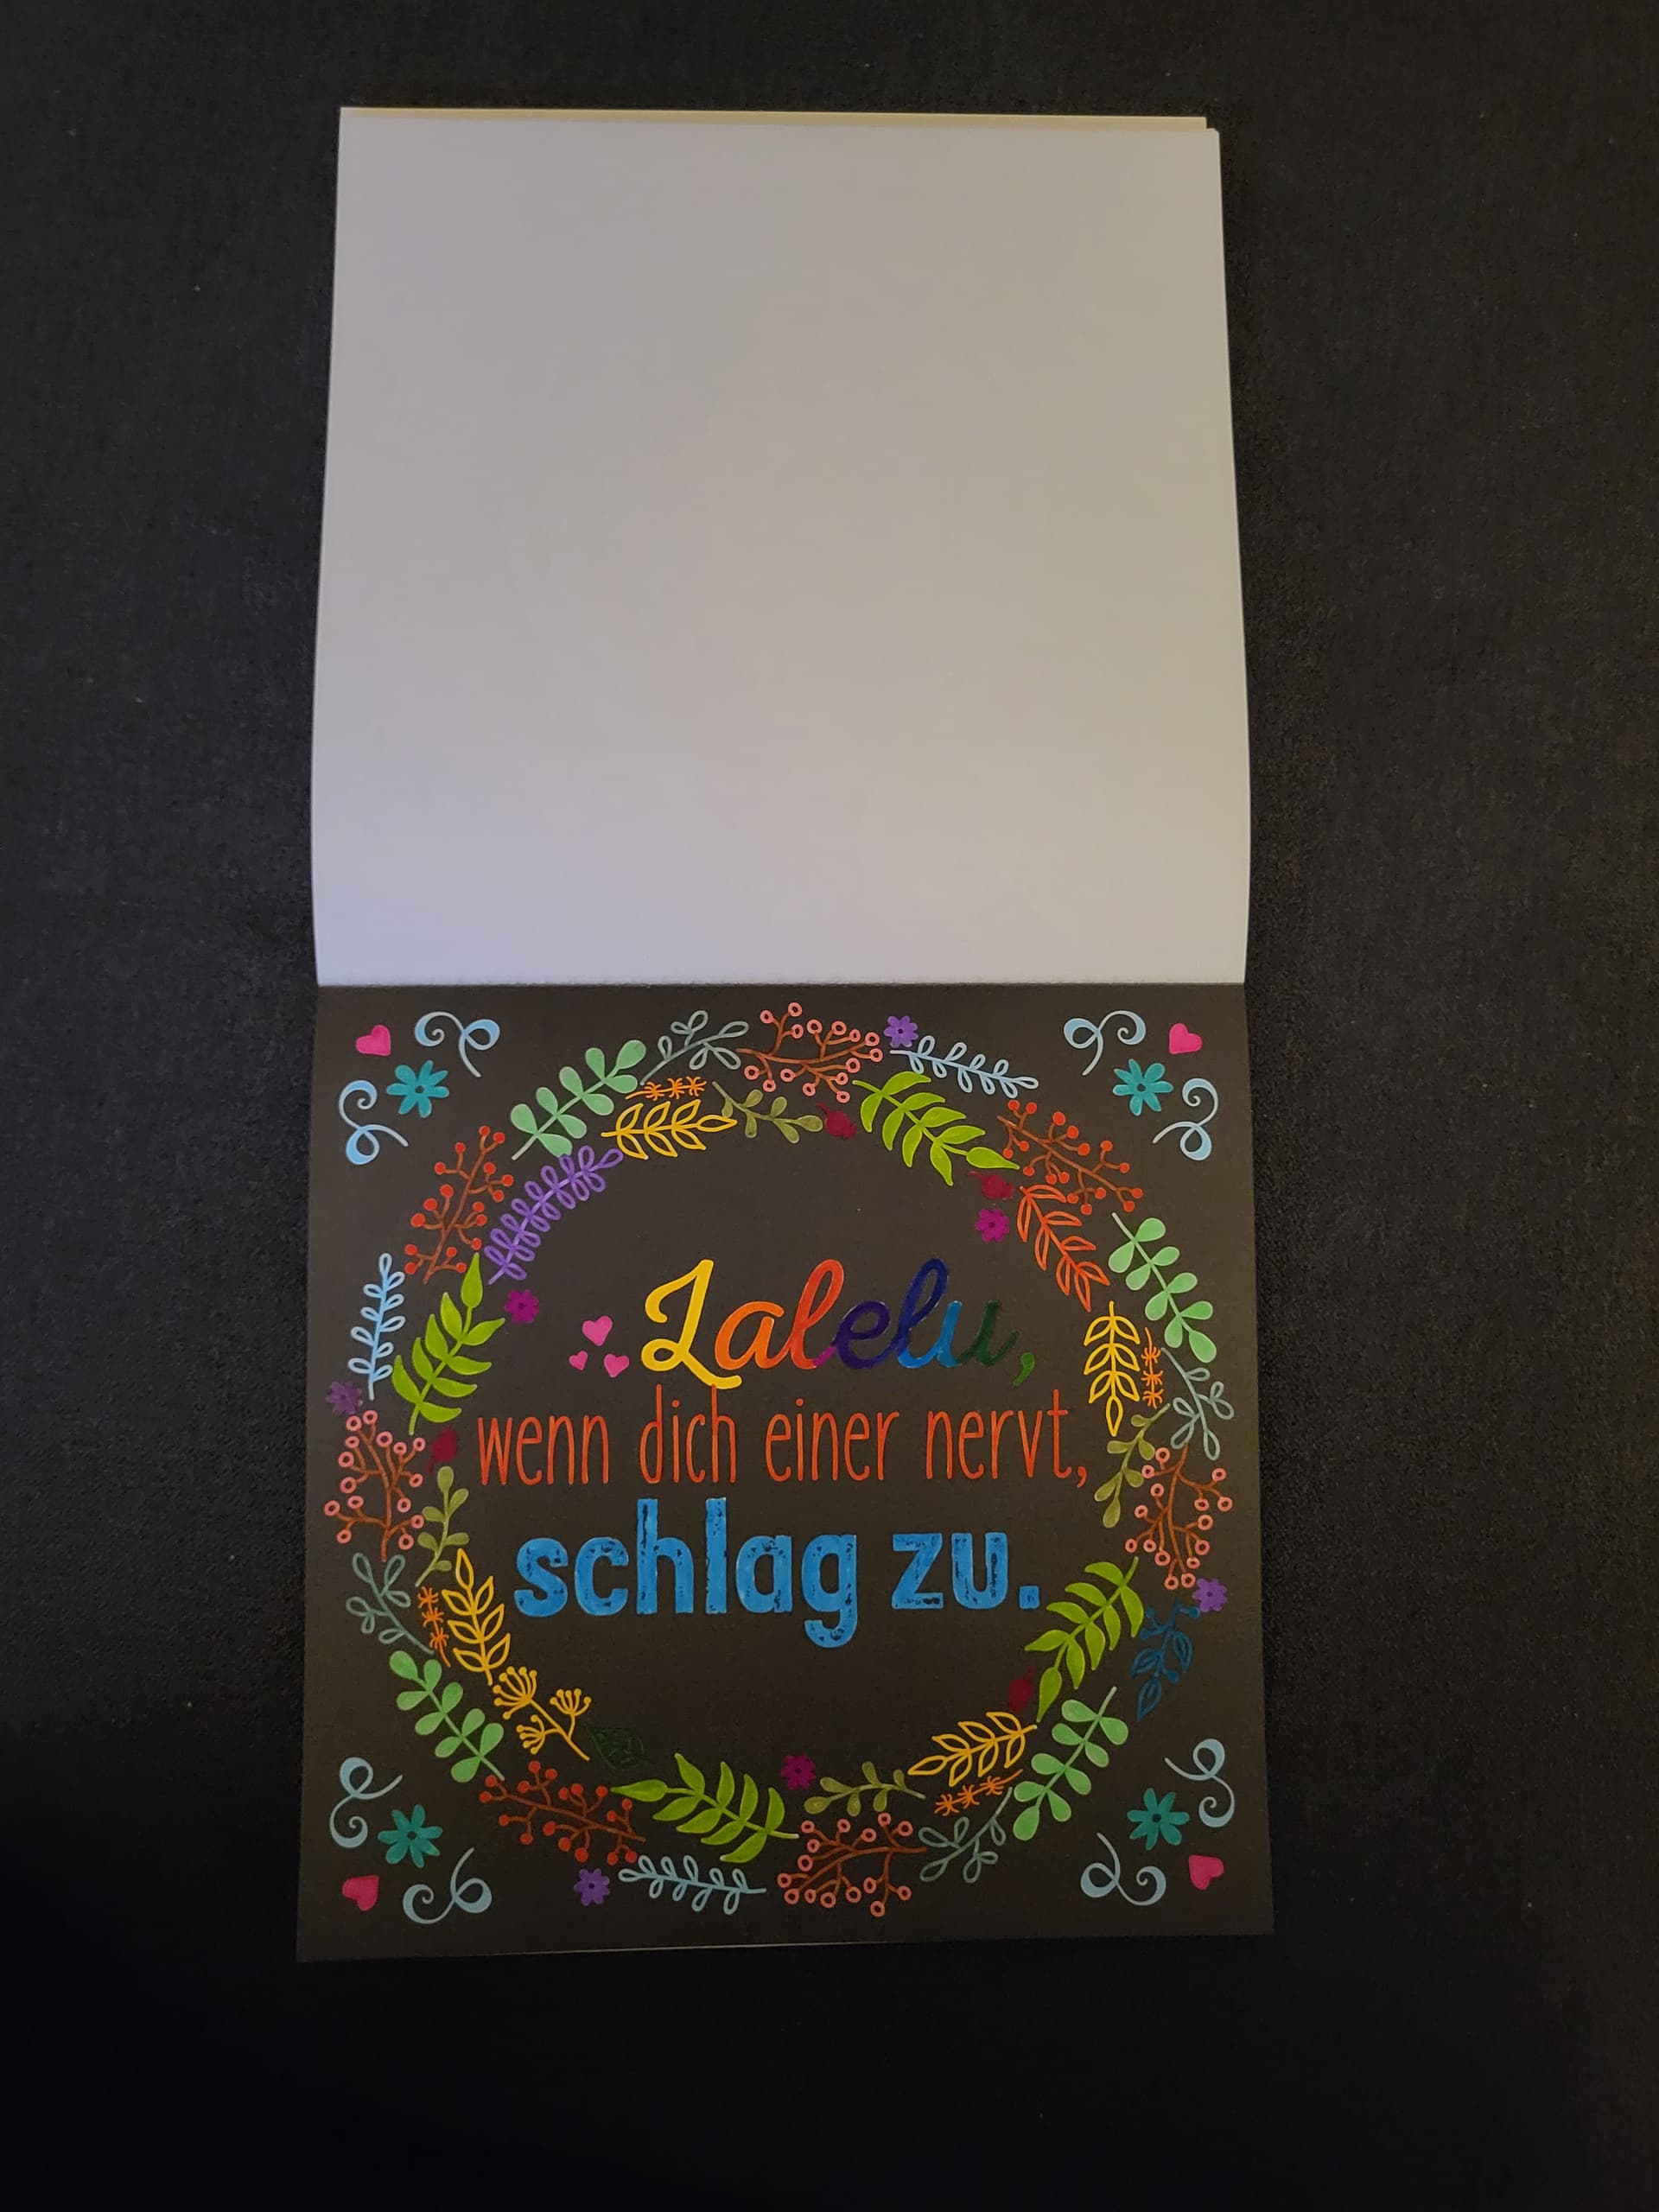 Lalelu,
wenn dich einer nervt,
schlag zu.